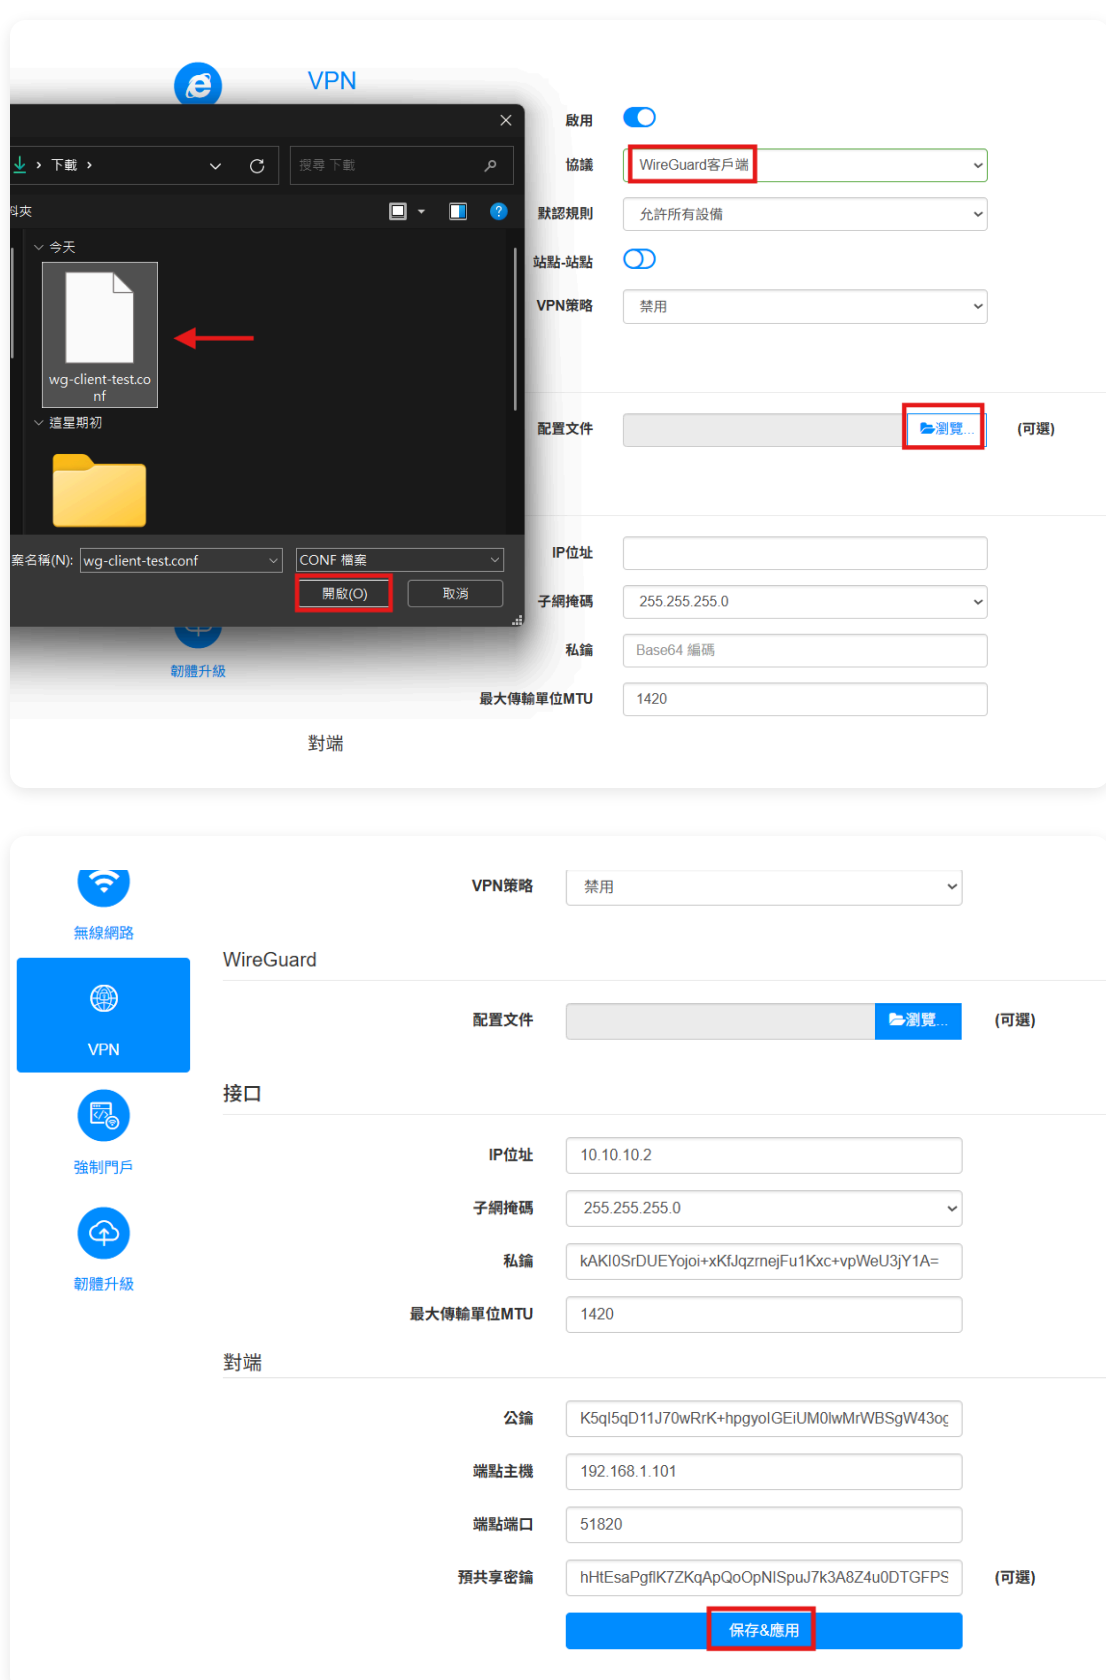 VPN
啟用
協議
WireGuard客戶端
默認規則
允許所有設備
站點-站點
VPN策略
禁用
配置文件
瀏覽...
(可選)
IP位址
子網掩碼
255.255.255.0
私鑰
Base64 編碼
最大傳輸單位MTU
1420
對端
下載
搜尋 下載
夾
今天
wg-client-test.co
nf
這星期初
案名稱(N):
wg-client-test.conf
CONF 檔案
開啟(O)
取消
韌體升級
無線網路
VPN
強制門戶
韌體升級
VPN策略
禁用
WireGuard
配置文件
瀏覽...
(可選)
接口
IP位址
10.10.10.2
子網掩碼
255.255.255.0
私鑰
kAKI0SrDUEYojoi+xKfJqzrnejFu1Kxc+vpWeU3jY1A=
最大傳輸單位MTU
1420
對端
公鑰
K5qI5qD11J70wRrK+hpgyoIGEiUM0lwMrWBSgW43og
端點主機
192.168.1.101
端點端口
51820
預共享密鑰
hHtEsaPgflK7ZKqApQoOpNISpuJ7k3A8Z4u0DTGFPS
(可選)
保存&應用